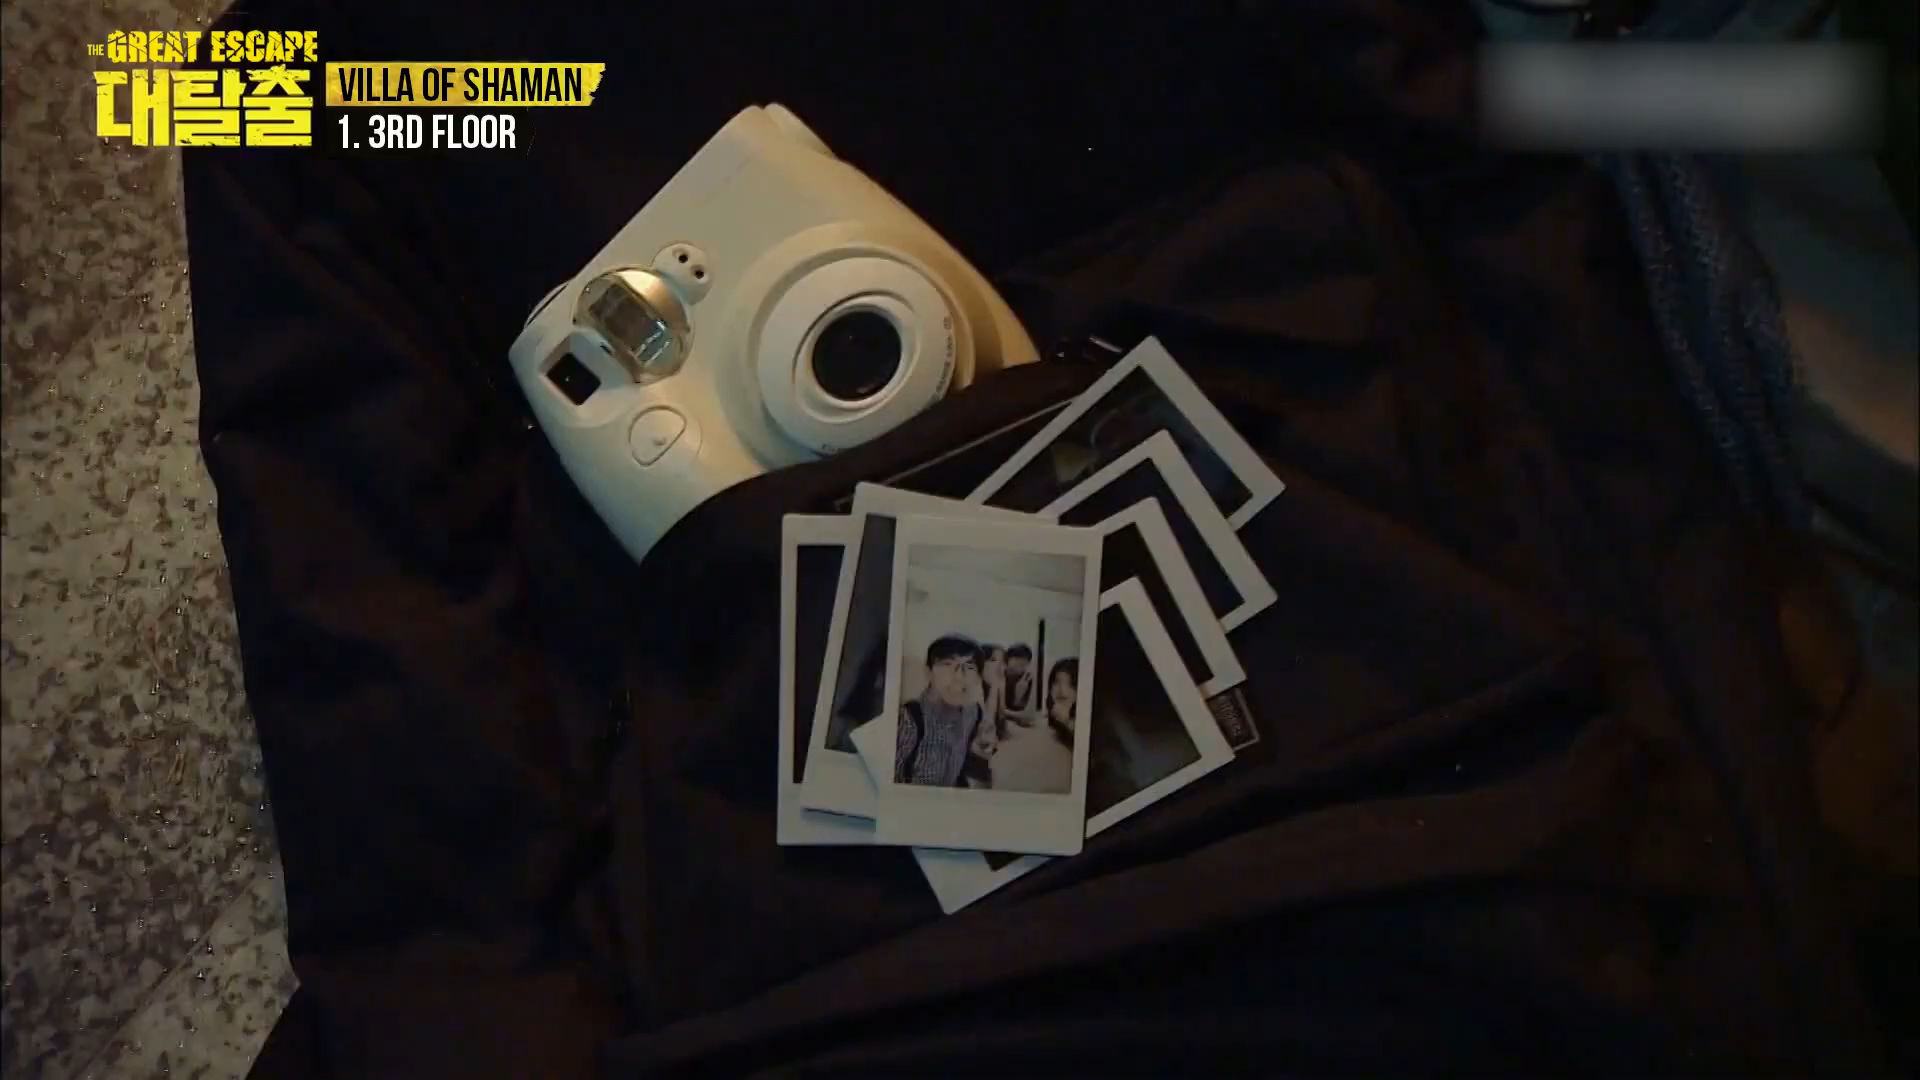 THE GREAT ESCAPE
대탈출
VILLA OF SHAMAN
1. 3RD FLOOR